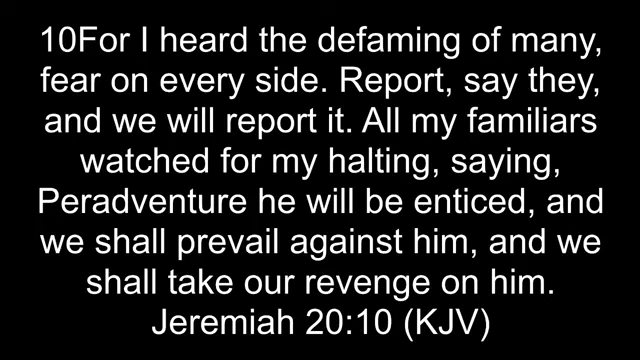 10For I heard the defaming of many,
fear on every side. Report, say they,
and we will report it. All my familiars
watched for my halting, saying,
Peradventure he will be enticed, and
we shall prevail against him, and we
shall take our revenge on him.
Jeremiah 20:10 (KJV)